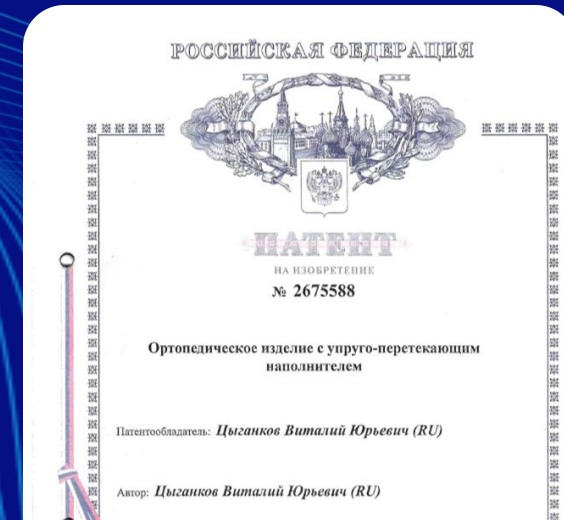 РОССИЙСКАЯ ФЕДЕРАЦИЯ
ПАТЕНТ
НА ИЗОБРЕТЕНИЕ
№ 2675588
Ортопедическое изделие с упруго-перетекающим
наполнителем
Патентообладатель: Цыганков Виталий Юрьевич (RU)
Автор: Цыганков Виталий Юрьевич (RU)